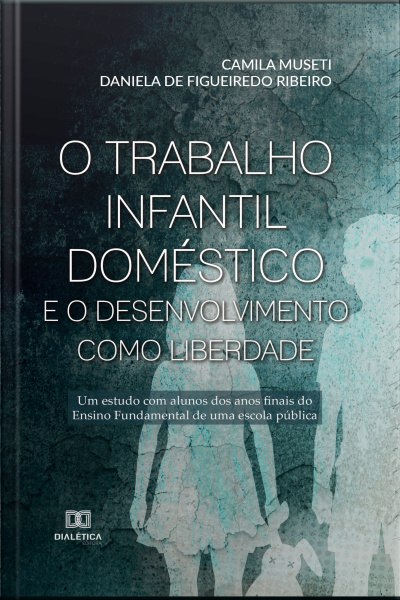 CAMILA MUSETI
DANIELA DE FIGUEIREDO RIBEIRO
O TRABALHO
INFANTIL
DOMÉSTICO
E O DESENVOLVIMENTO
COMO LIBERDADE
Um estudo com alunos dos anos finais do
Ensino Fundamental de uma escola pública
DIALÉTICA
EDITORA